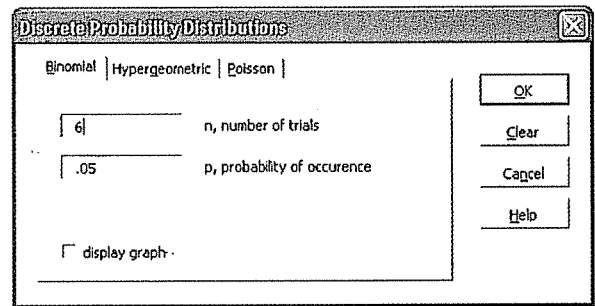 Discrete Probability Distributions
Binomial Hypergeometric Poisson
6 n, number of trials
.05 p, probability of occurence
display graph
OK
Clear
Cancel
Help